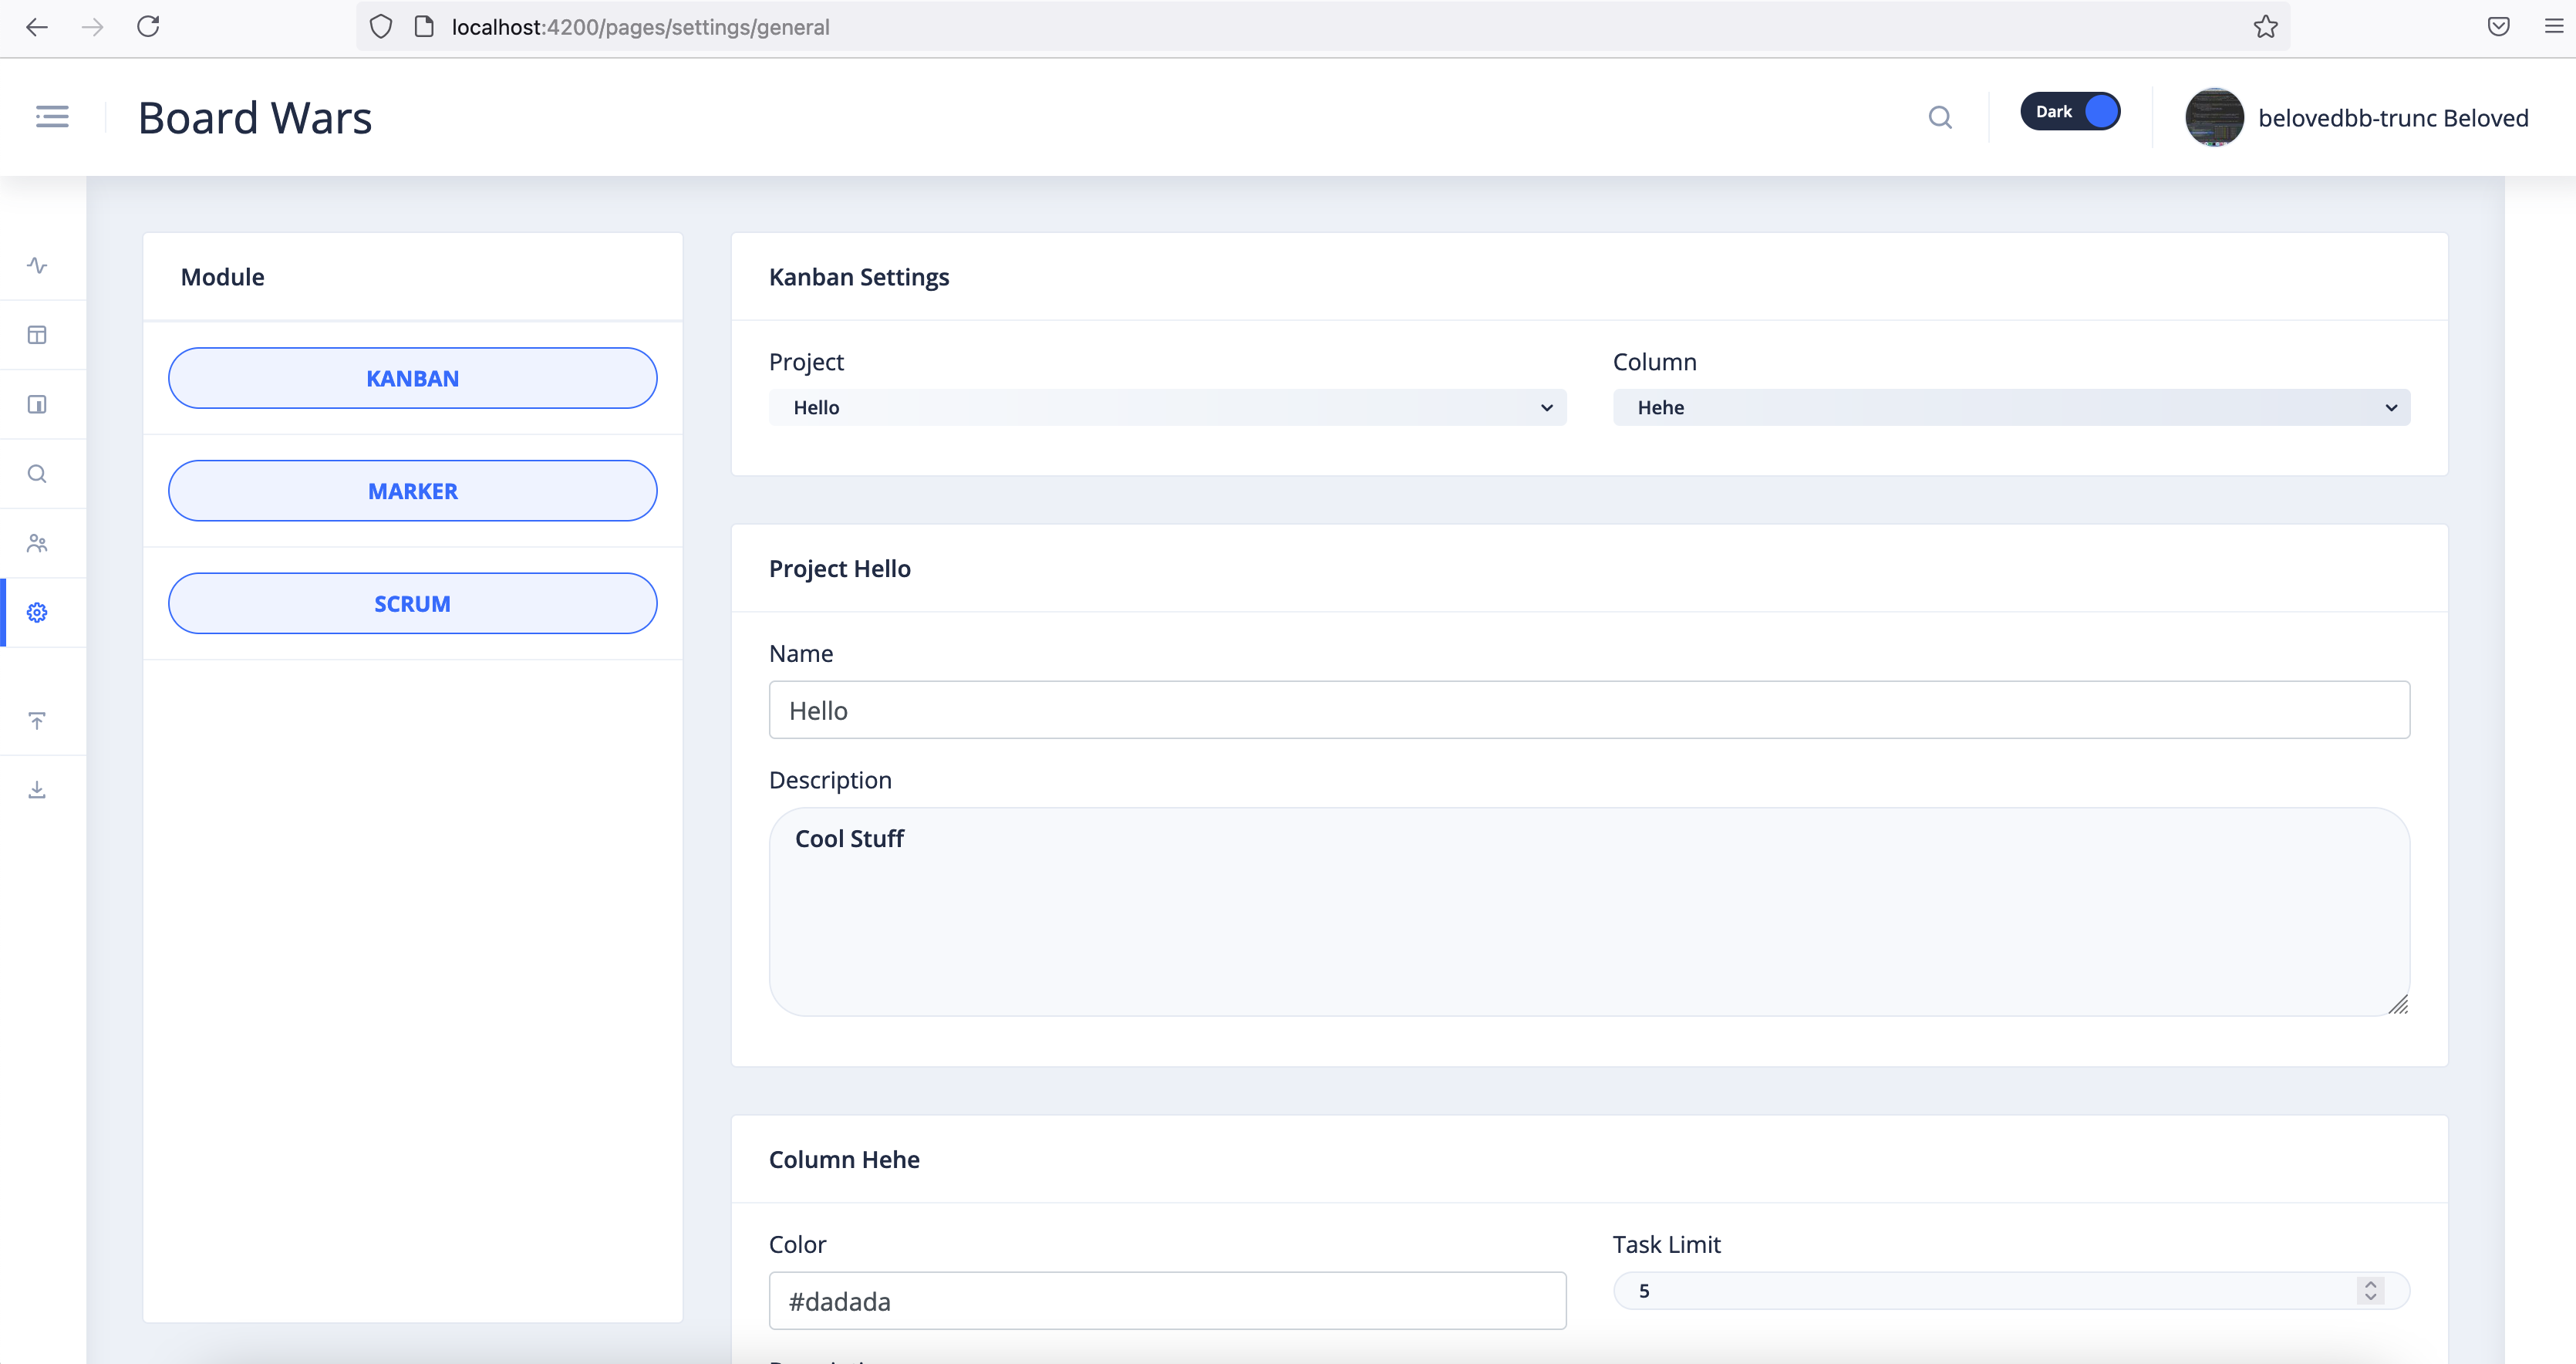 localhost:4200/pages/settings/general
Board Wars
Dark
belovedbb-trunc Beloved
Module
KANBAN
MARKER
SCRUM
Kanban Settings
Project
Column
Hello
Hehe
Project Hello
Name
Hello
Description
Cool Stuff
Column Hehe
Color
Task Limit
#dadada
5